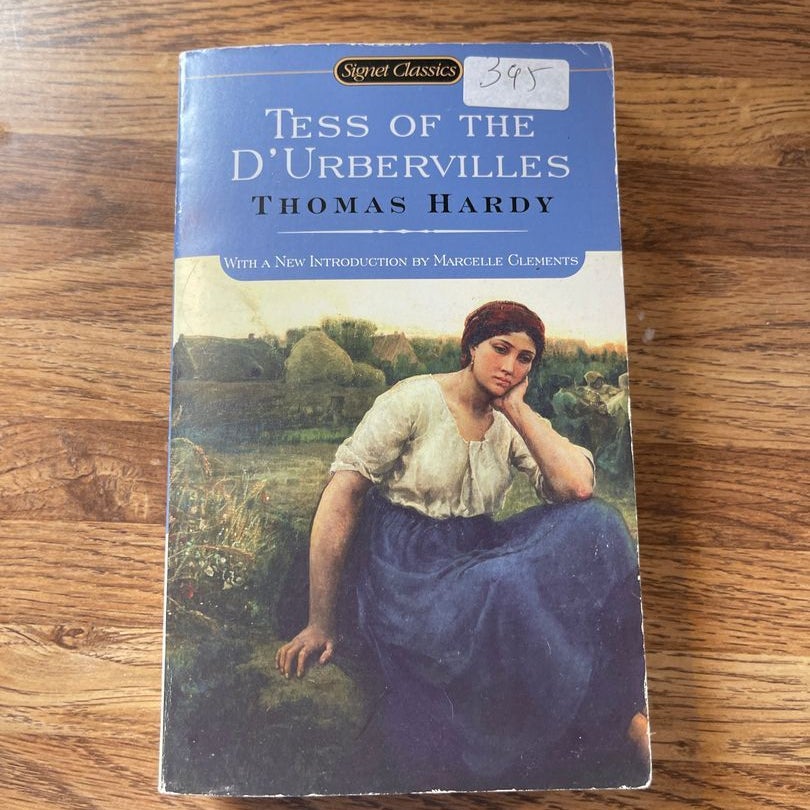 Signet Classics
395
TESS OF THE
D'URBERVILLES
THOMAS HARDY
WITH A NEW INTRODUCTION BY MARCELLE CLEMENTS